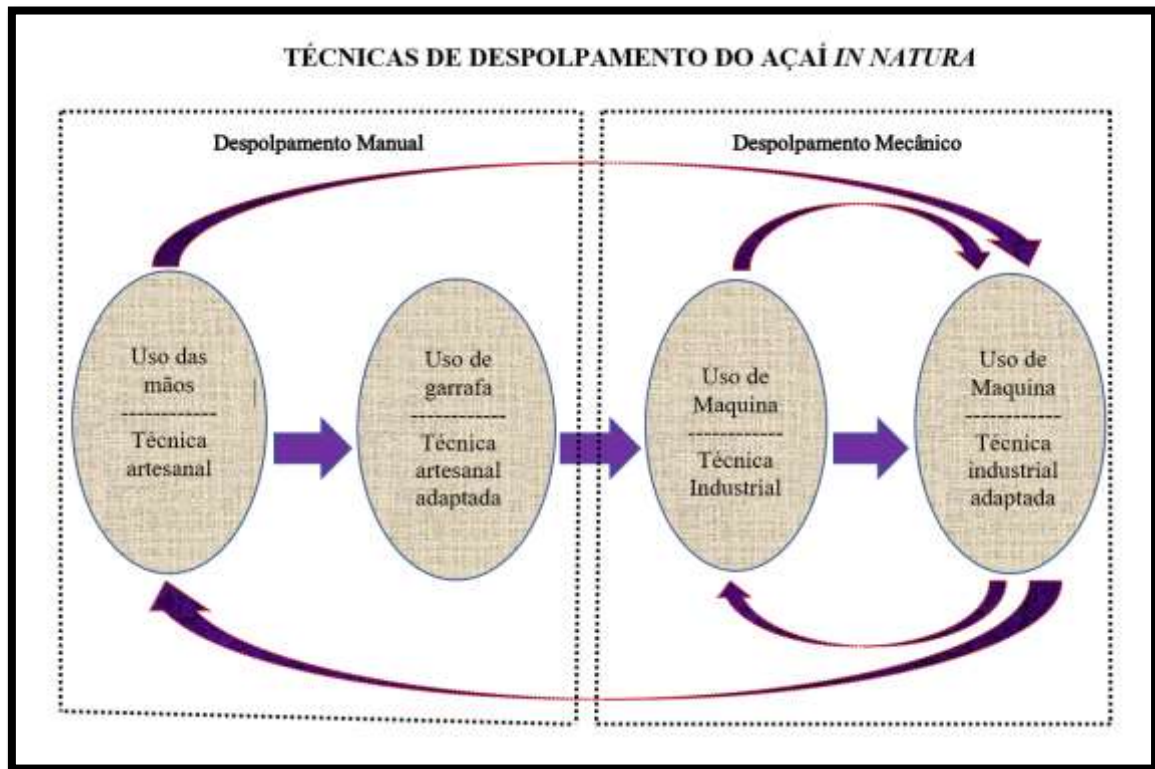 TÉCNICAS DE DESPOLPAMENTO DO AÇAÍ IN NATURA
Despolpamento Manual
Uso das
mãos
------------
Técnica
artesanal
Uso de
garrafa
------------
Técnica
artesanal
adaptada
Despolpamento Mecânico
Uso de
Maquina
------------
Técnica
Industrial
Uso de
Maquina
------------
Técnica
industrial
adaptada